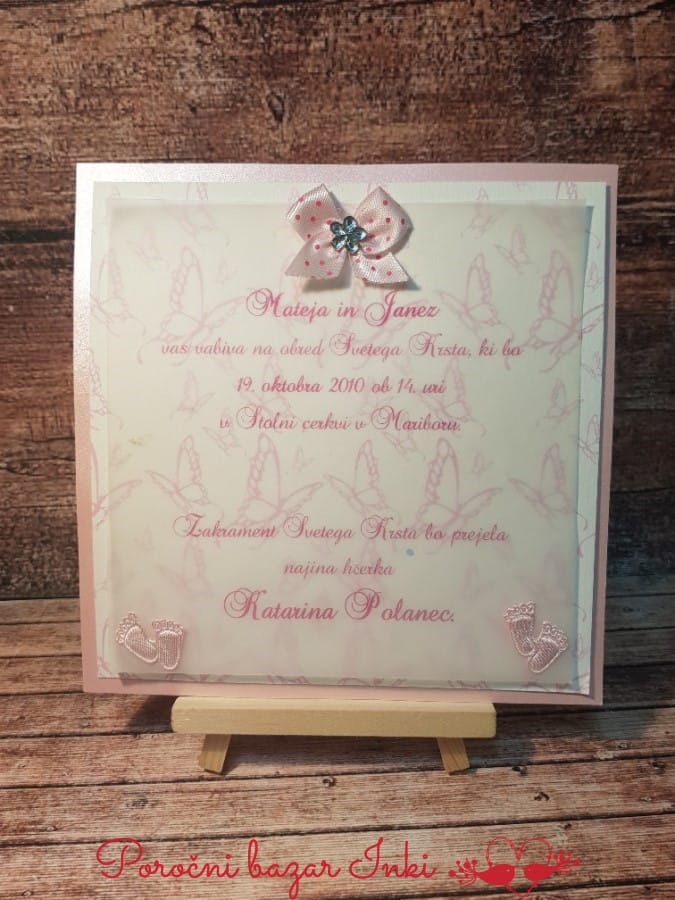 Mateja in Janez
vas vabiva na obred Svetega Krsta, ki bo
19. oktobra 2010 ob 14. uri
v Stolni cerkvi v Mariboru.
Zakrament Svetega Krsta bo prejela
najina hčerka
Katarina Polanec.
Poročni bazar Inki